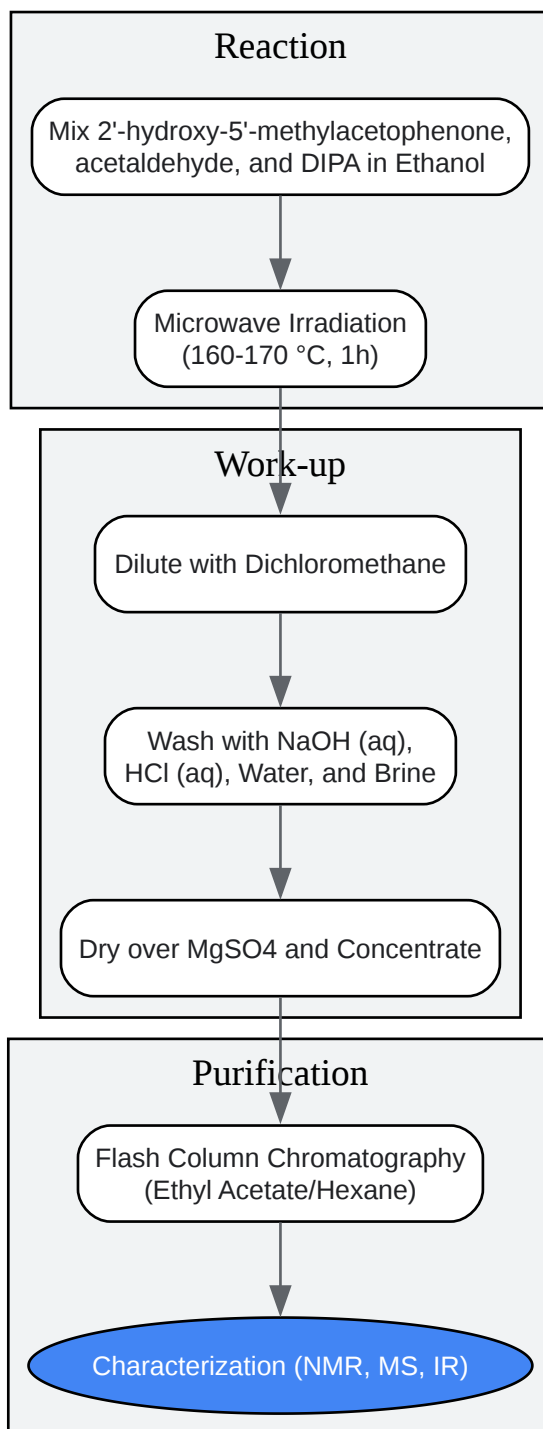 Reaction
Mix 2'-hydroxy-5'-methylacetophenone,
acetaldehyde, and DIPA in Ethanol
Microwave Irradiation
(160-170 °C, 1h)
Work-up
Dilute with Dichloromethane
Wash with NaOH (aq),
HCl (aq), Water, and Brine
Dry over MgSO4 and Concentrate
Purification
Flash Column Chromatography
(Ethyl Acetate/Hexane)
Characterization (NMR, MS, IR)